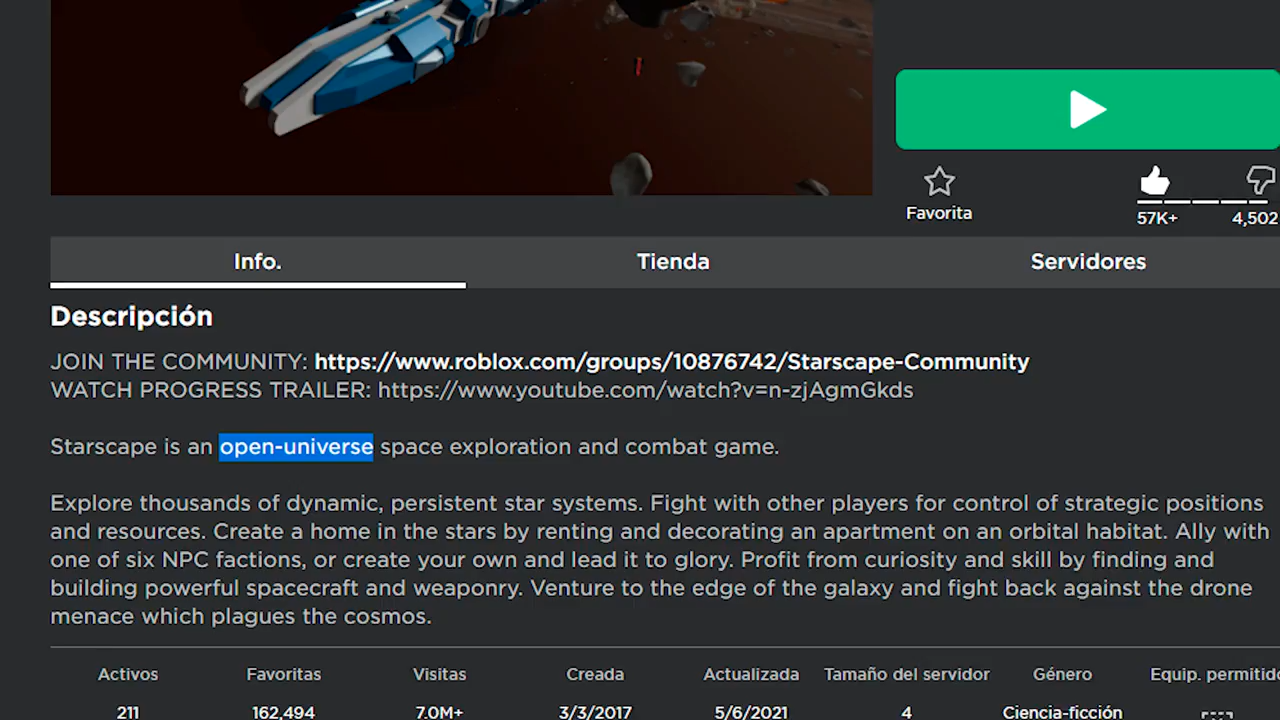 Favorita
57K+
4,502
Info.
Tienda
Servidores
Descripción
JOIN THE COMMUNITY: https://www.roblox.com/groups/10876742/Starscape-Community
WATCH PROGRESS TRAILER: https://www.youtube.com/watch?v=n-zjAgmGkds
Starscape is an open-universe space exploration and combat game.
Explore thousands of dynamic, persistent star systems. Fight with other players for control of strategic positions
and resources. Create a home in the stars by renting and decorating an apartment on an orbital habitat. Ally with
one of six NPC factions, or create your own and lead it to glory. Profit from curiosity and skill by finding and
building powerful spacecraft and weaponry. Venture to the edge of the galaxy and fight back against the drone
menace which plagues the cosmos.
Activos Favoritas Visitas Creada Actualizada Tamaño del servidor Género Equip. permitido
211 162,494 7.0M+ 3/3/2017 5/6/2021 4 Ciencia-ficción